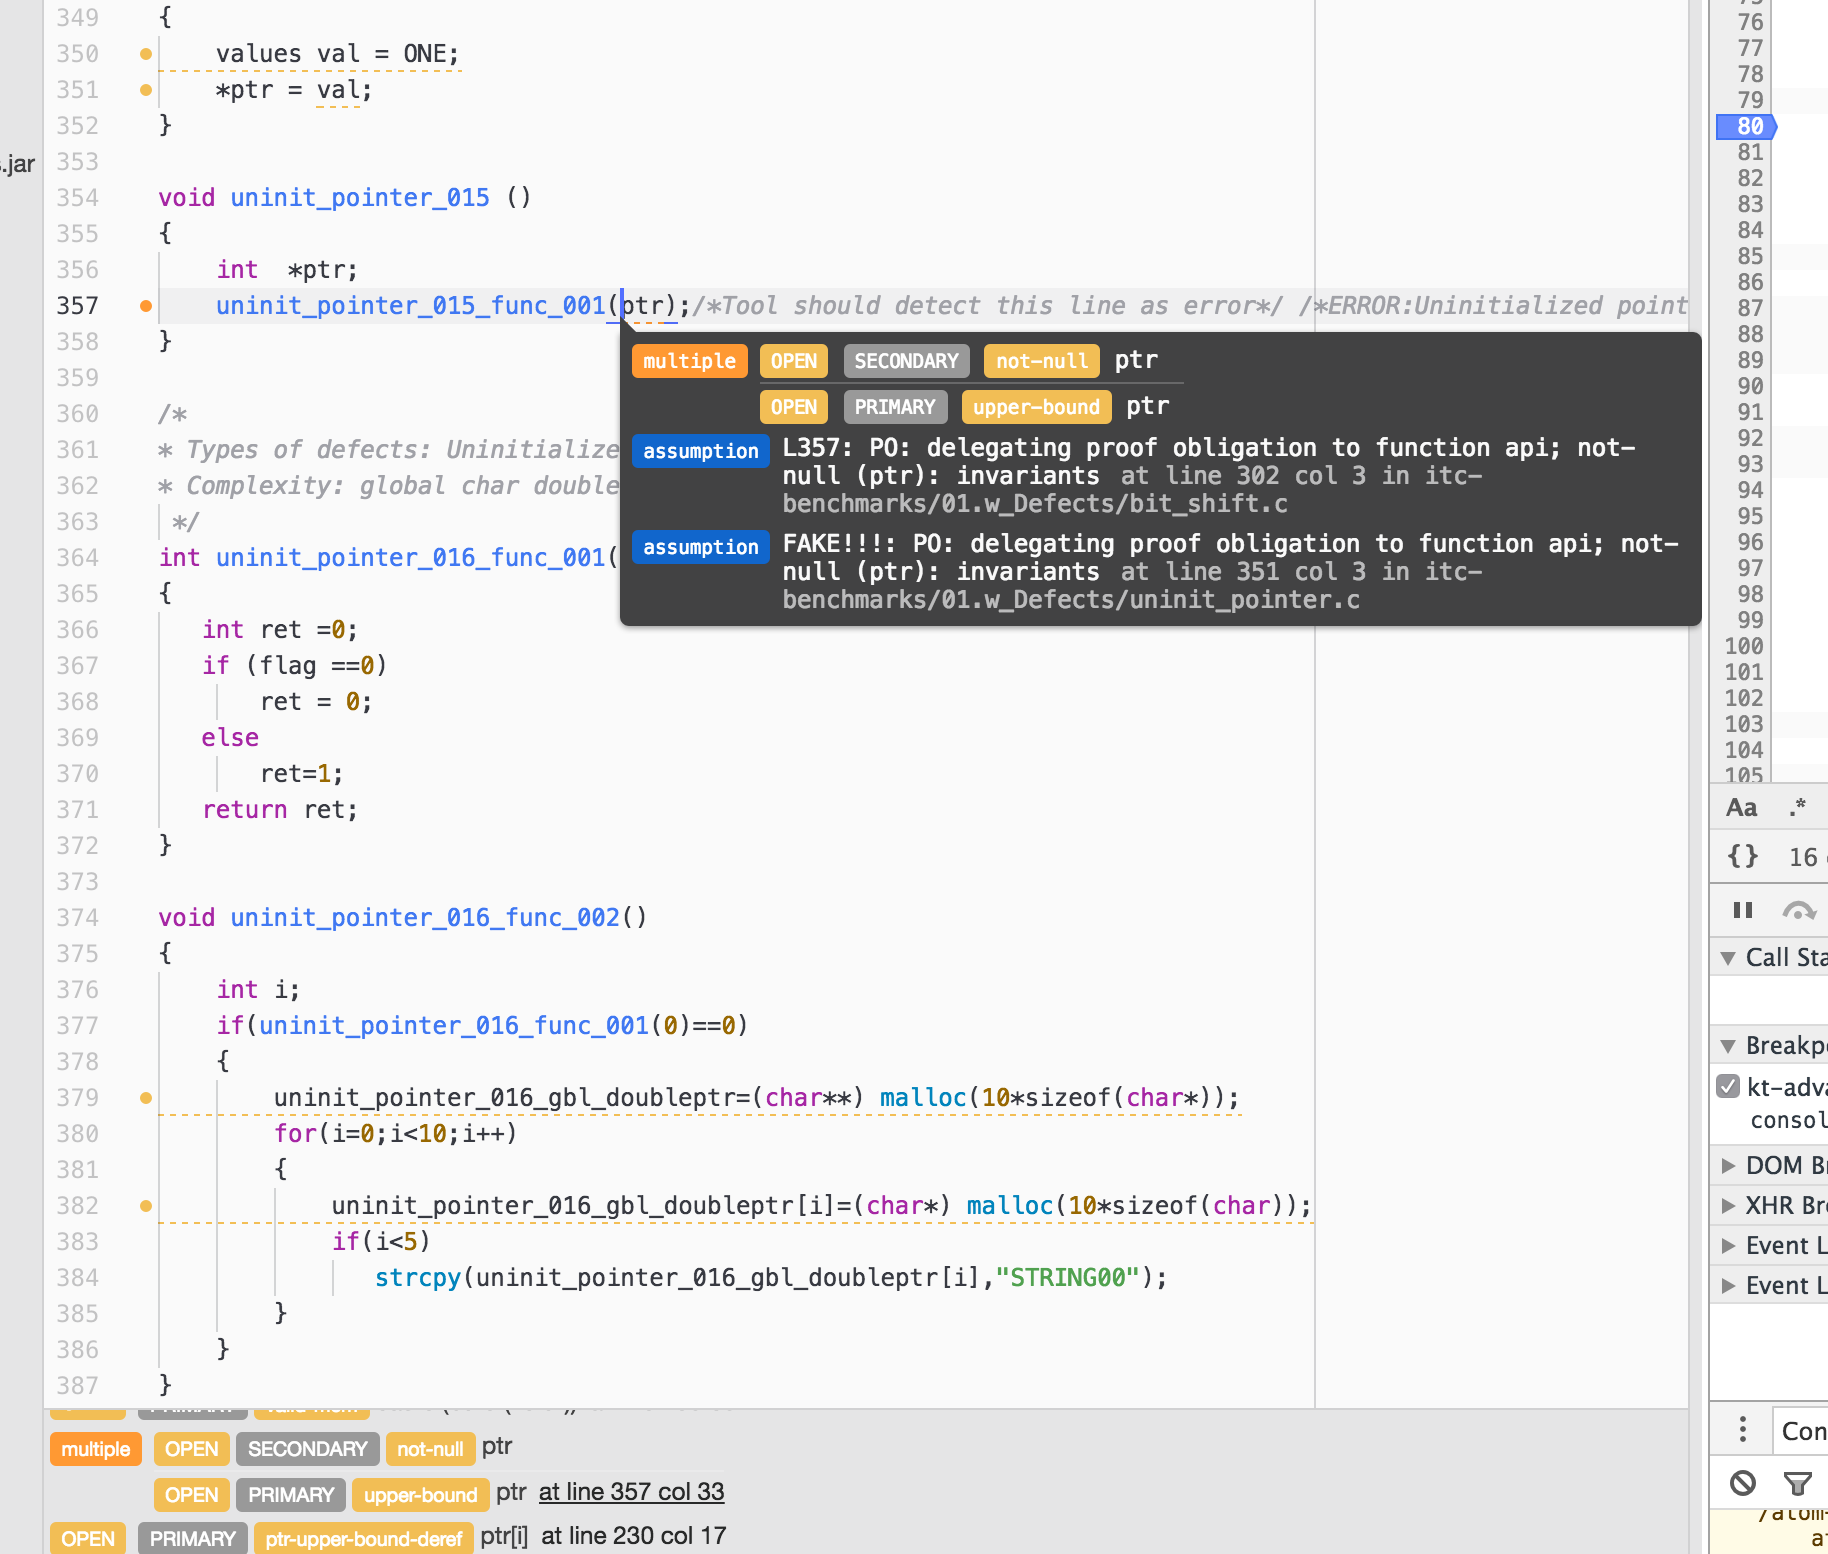 .jar
349 {
350 values val = ONE;
351 *ptr = val;
352 }
353
354 void uninit_pointer_015 ()
355 {
356 int  *ptr;
357 uninit_pointer_015_func_001(ptr);/*Tool should detect this line as error*/ /*ERROR:Uninitialized point
358 }
359
360 /*
361 * Types of defects: Uninitialize
362 * Complexity: global char double
363 */
364 int uninit_pointer_016_func_001(
365 {
366 int ret =0;
367 if (flag ==0)
368 ret = 0;
369 else
370 ret=1;
371 return ret;
372 }
373
374 void uninit_pointer_016_func_002()
375 {
376 int i;
377 if(uninit_pointer_016_func_001(0)==0)
378 {
379 uninit_pointer_016_gbl_doubleptr=(char**) malloc(10*sizeof(char*));
380 for(i=0;i<10;i++)
381 {
382 uninit_pointer_016_gbl_doubleptr[i]=(char*) malloc(10*sizeof(char));
383 if(i<5)
384 strcpy(uninit_pointer_016_gbl_doubleptr[i],"STRING00");
385 }
386 }
387 }
multiple OPEN SECONDARY not-null ptr
OPEN PRIMARY upper-bound ptr
assumption L357: PO: delegating proof obligation to function api; not-
null (ptr): invariants at line 302 col 3 in itc-
benchmarks/01.w_Defects/bit_shift.c
assumption FAKE!!!: PO: delegating proof obligation to function api; not-
null (ptr): invariants at line 351 col 3 in itc-
benchmarks/01.w_Defects/uninit_pointer.c
multiple OPEN SECONDARY not-null ptr
OPEN PRIMARY upper-bound ptr at line 357 col 33
OPEN PRIMARY ptr-upper-bound-deref ptr[i] at line 230 col 17
76
77
78
79
80
81
82
83
84
85
86
87
88
89
90
91
92
93
94
95
96
97
98
99
100
101
102
103
104
105
Aa .*
{} 16
Call Sta
Breakp
kt-adva
consol
DOM B
XHR Br
Event L
Event L
Con
/atom-
a